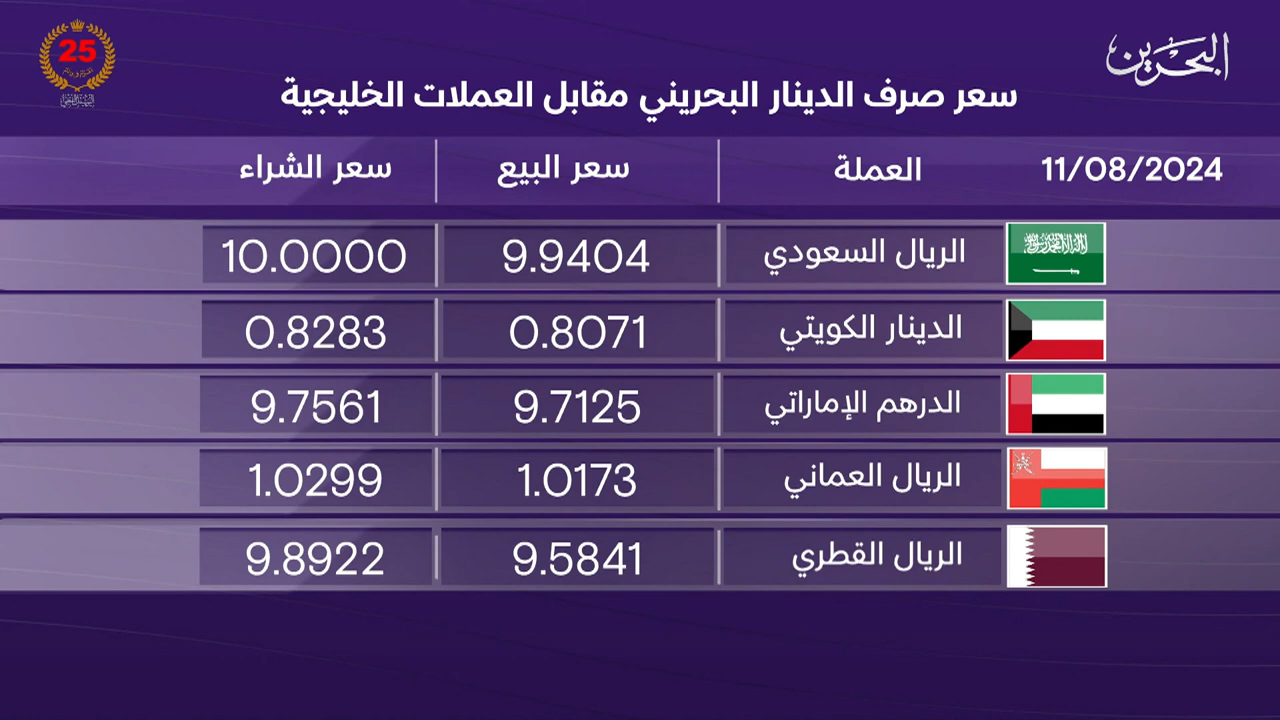 البحرين
25
سعر صرف الدينار البحريني مقابل العملات الخليجية
11/08/2024 العملة سعر البيع سعر الشراء
الريال السعودي 9.9404 10.0000
الدينار الكويتي 0.8071 0.8283
الدرهم الإماراتي 9.7125 9.7561
الريال العماني 1.0173 1.0299
الريال القطري 9.5841 9.8922